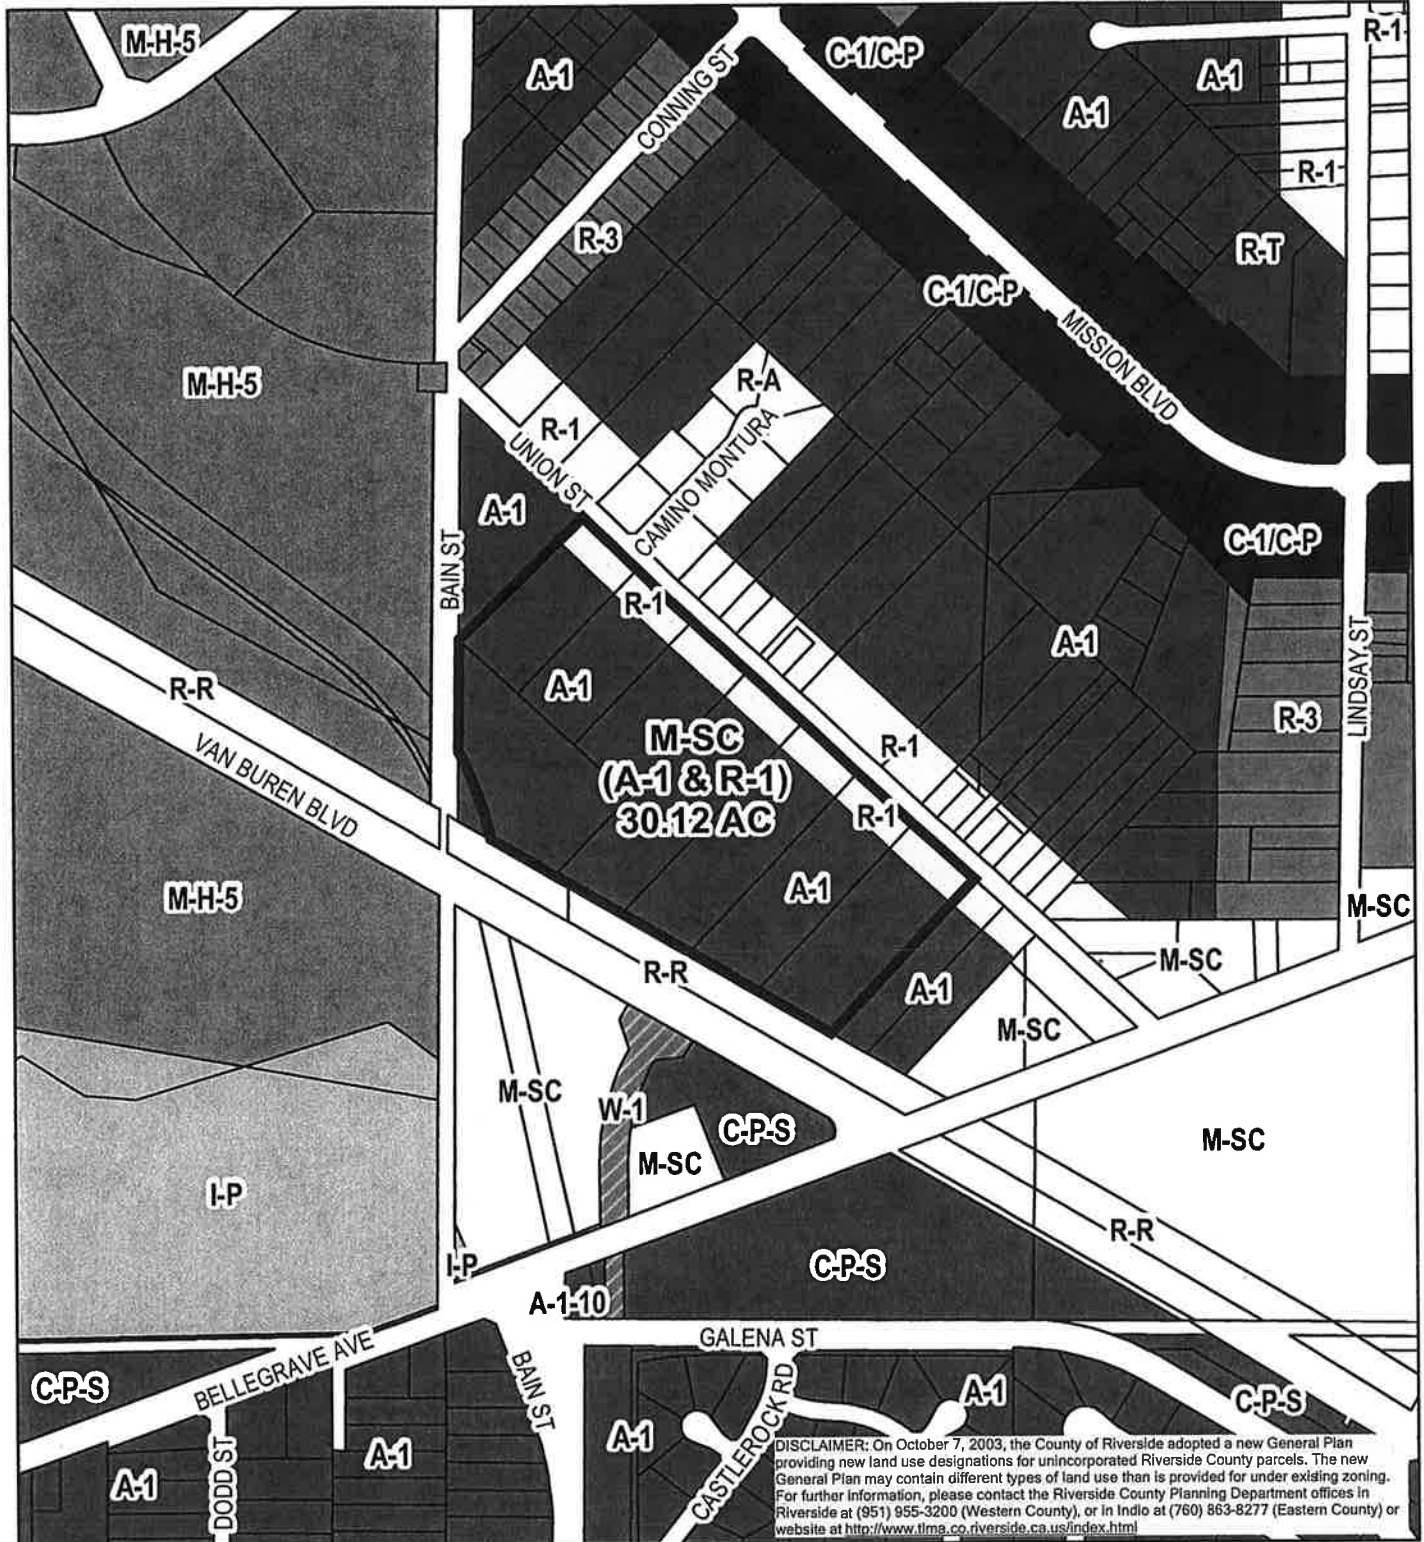 M-H-5
A-1
CONNING ST
C-1/C-P
A-1
A-1
R-1
R-1
R-3
R-T
C-1/C-P
MISSION BLVD
M-H-5
R-A
R-1
UNION ST
CAMINO MONTURA
A-1
BAIN ST
C-1/C-P
R-1
A-1
LINDSAY ST
R-R
A-1
R-3
VAN BUREN BLVD
M-SC
(A-1 & R-1)
30.12 AC
R-1
R-1
M-H-5
A-1
M-SC
M-SC
R-R
A-1
M-SC
M-SC
W-1
C-P-S
M-SC
M-SC
I-P
R-R
I-P
C-P-S
A-1-10
GALENA ST
BELLEGRAVE AVE
C-P-S
BAIN ST
CASTLEROCK RD
A-1
C-P-S
A-1
A-1
DODD ST
A-1
DISCLAIMER: On October 7, 2003, the County of Riverside adopted a new General Plan
providing new land use designations for unincorporated Riverside County parcels. The new
General Plan may contain different types of land use than is provided for under existing zoning.
For further information, please contact the Riverside County Planning Department offices in
Riverside at (951) 955-3200 (Western County), or in Indio at (760) 863-8277 (Eastern County) or
website at http://www.tlma.co.riverside.ca.us/index.html